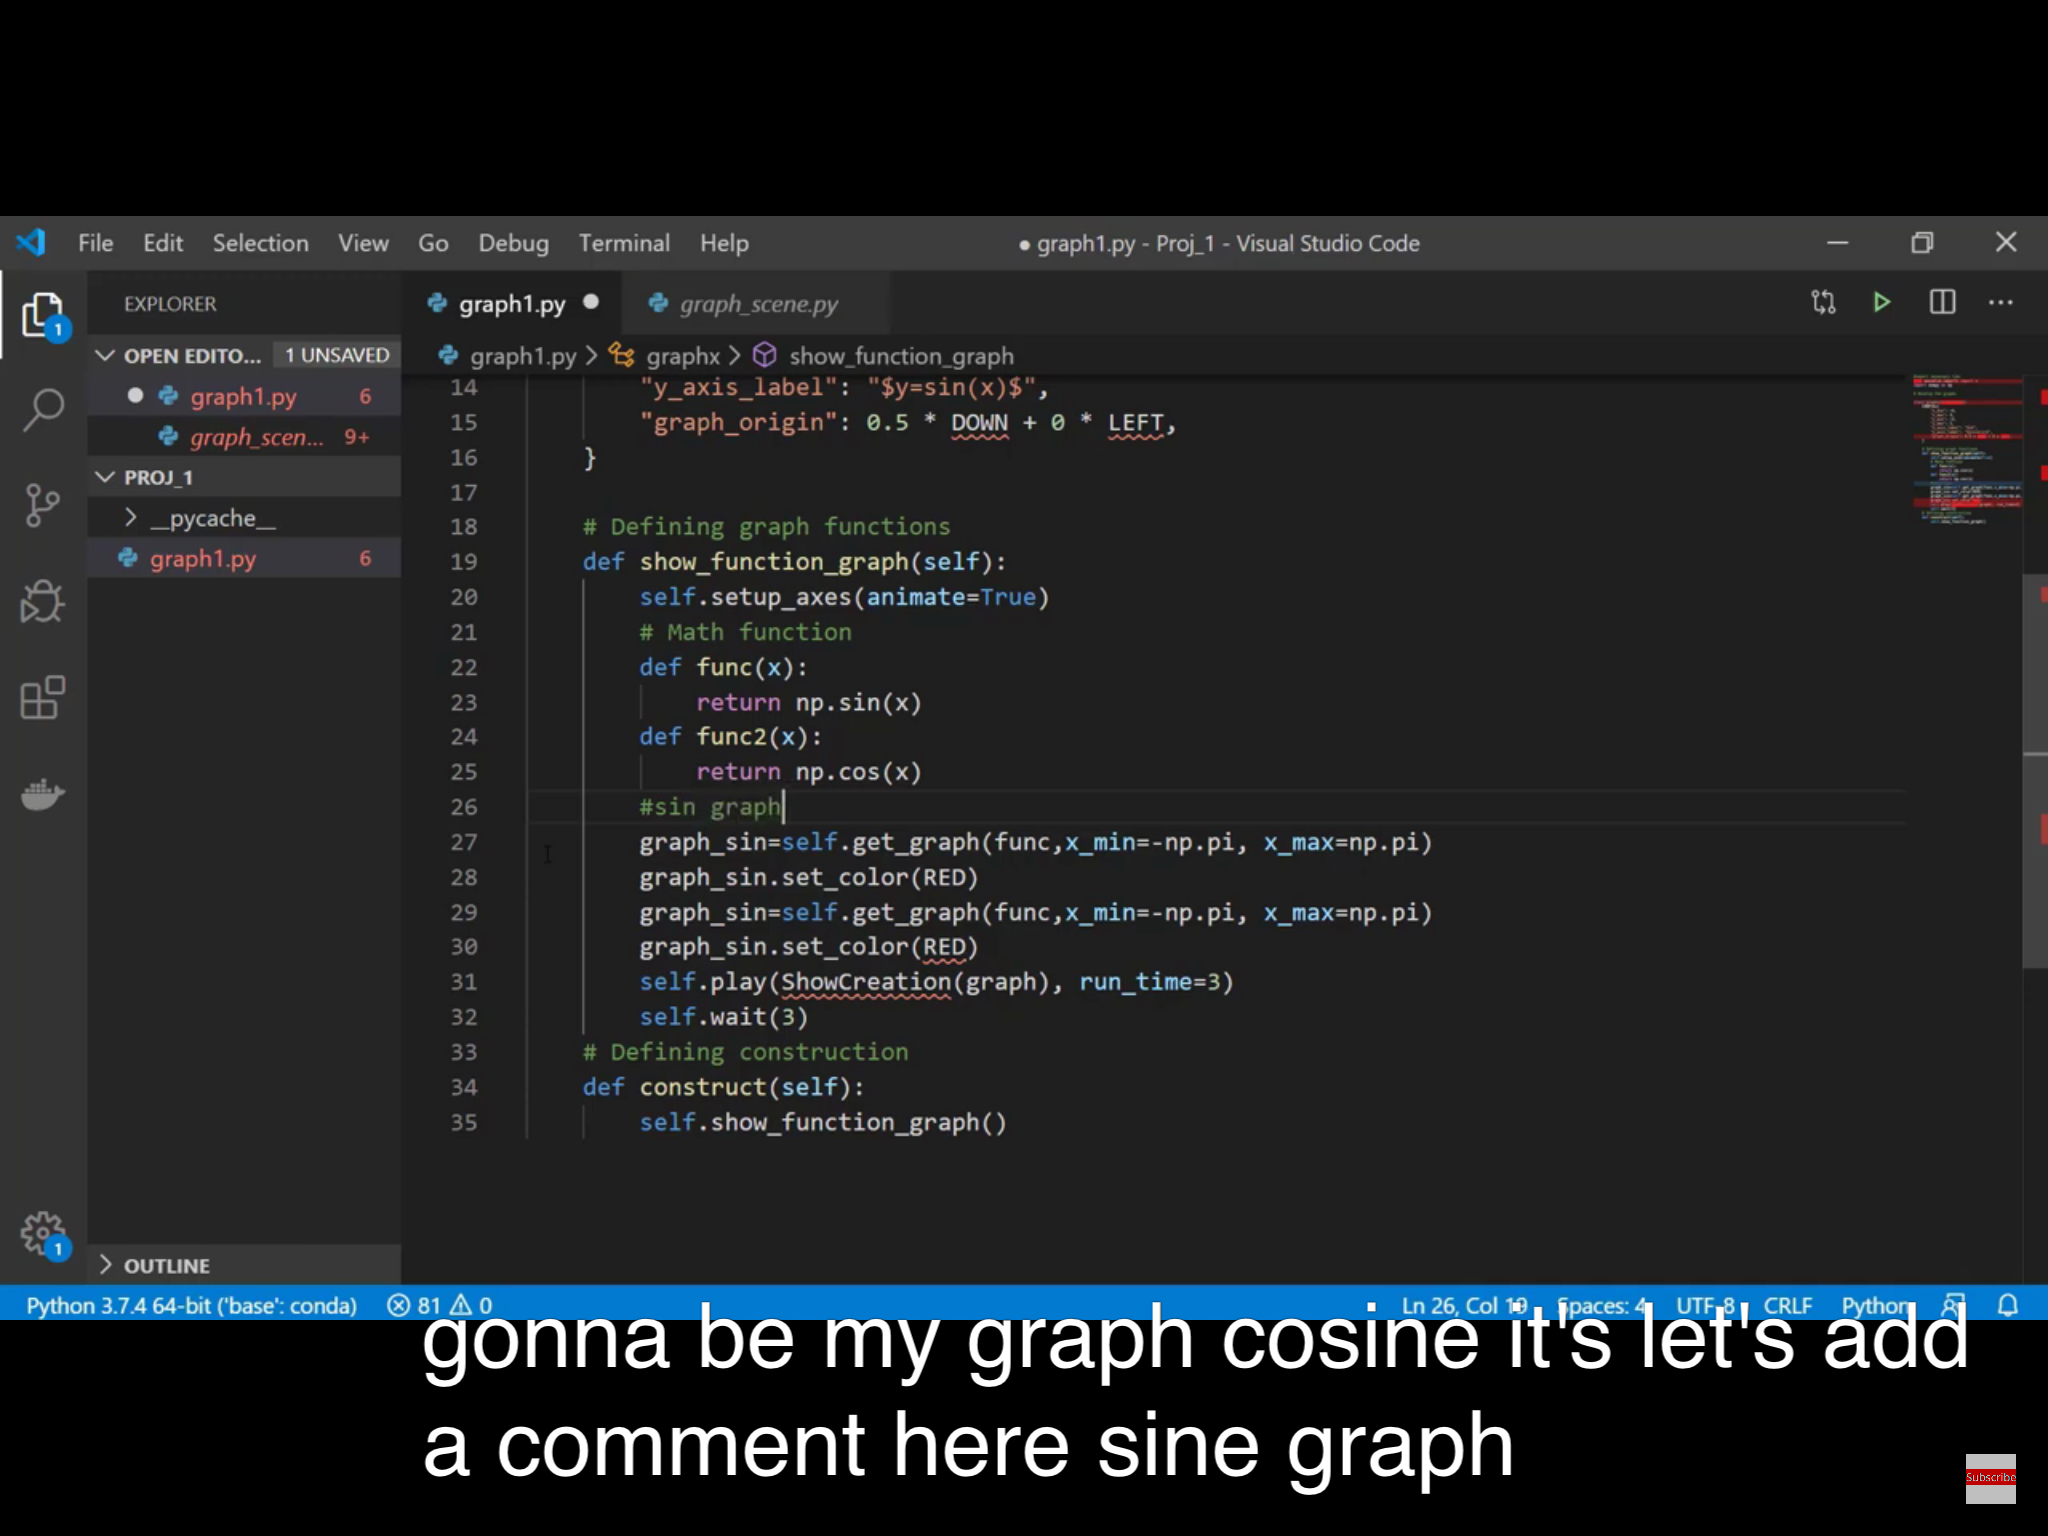 File Edit Selection View Go Debug Terminal Help ● graph1.py - Proj_1 - Visual Studio Code
EXPLORER
graph1.py
graph_scene.py
OPEN EDITO... 1 UNSAVED
graph1.py 6
graph_scen... 9+
PROJ_1
__pycache__
graph1.py 6
OUTLINE
1
1
graph1.py > graphx > show_function_graph
14 "y_axis_label": "$y=sin(x)$",
15 "graph_origin": 0.5 * DOWN + 0 * LEFT,
16 }
17
18 # Defining graph functions
19 def show_function_graph(self):
20 self.setup_axes(animate=True)
21 # Math function
22 def func(x):
23 return np.sin(x)
24 def func2(x):
25 return np.cos(x)
26 #sin graph
27 graph_sin=self.get_graph(func,x_min=-np.pi, x_max=np.pi)
28 graph_sin.set_color(RED)
29 graph_sin=self.get_graph(func,x_min=-np.pi, x_max=np.pi)
30 graph_sin.set_color(RED)
31 self.play(ShowCreation(graph), run_time=3)
32 self.wait(3)
33 # Defining construction
34 def construct(self):
35 self.show_function_graph()
Python 3.7.4 64-bit ('base': conda) 81 0 Ln 26, Col 19 Spaces: 4 UTF-8 CRLF Python
gonna be my graph cosine it's let's add
a comment here sine graph
Subscribe